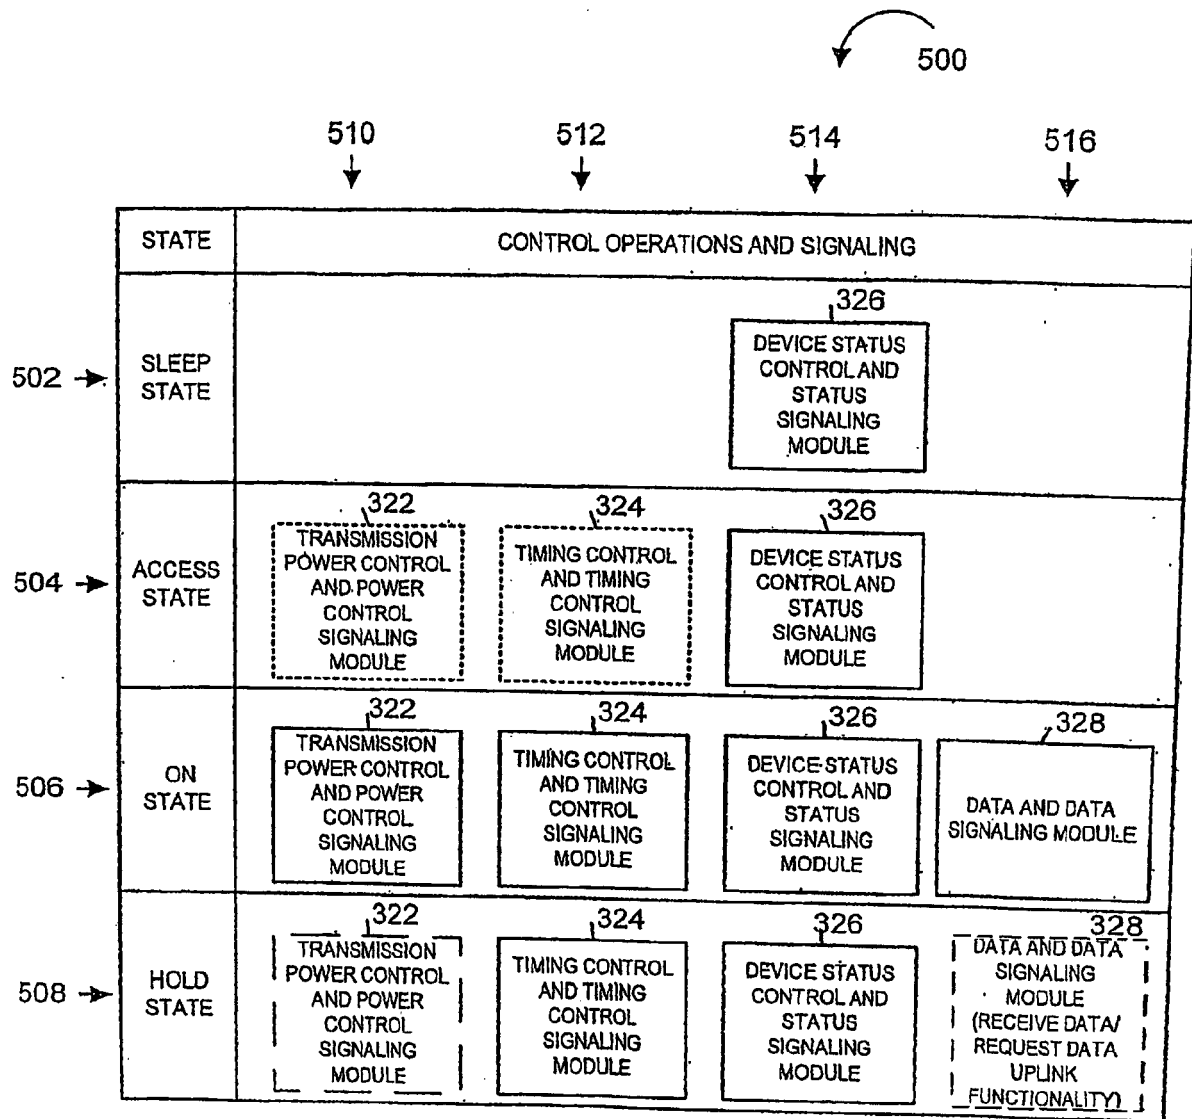 500
510 512 514 516
STATE CONTROL OPERATIONS AND SIGNALING
502
SLEEP
STATE
326
DEVICE STATUS
CONTROL AND
STATUS
SIGNALING
MODULE
504
ACCESS
STATE
322
TRANSMISSION
POWER CONTROL
AND POWER
CONTROL
SIGNALING
MODULE
324
TIMING CONTROL
AND TIMING
CONTROL
SIGNALING
MODULE
326
DEVICE STATUS
CONTROL AND
STATUS
SIGNALING
MODULE
506
ON
STATE
322
TRANSMISSION
POWER CONTROL
AND POWER
CONTROL
SIGNALING
MODULE
324
TIMING CONTROL
AND TIMING
CONTROL
SIGNALING
MODULE
326
DEVICE STATUS
CONTROL AND
STATUS
SIGNALING
MODULE
328
DATA AND DATA
SIGNALING MODULE
508
HOLD
STATE
322
TRANSMISSION
POWER CONTROL
AND POWER
CONTROL
SIGNALING
MODULE
324
TIMING CONTROL
AND TIMING
CONTROL
SIGNALING
MODULE
326
DEVICE STATUS
CONTROL AND
STATUS
SIGNALING
MODULE
328
DATA AND DATA
SIGNALING
MODULE
(RECEIVE DATA/
REQUEST DATA
UPLINK
FUNCTIONALITY)